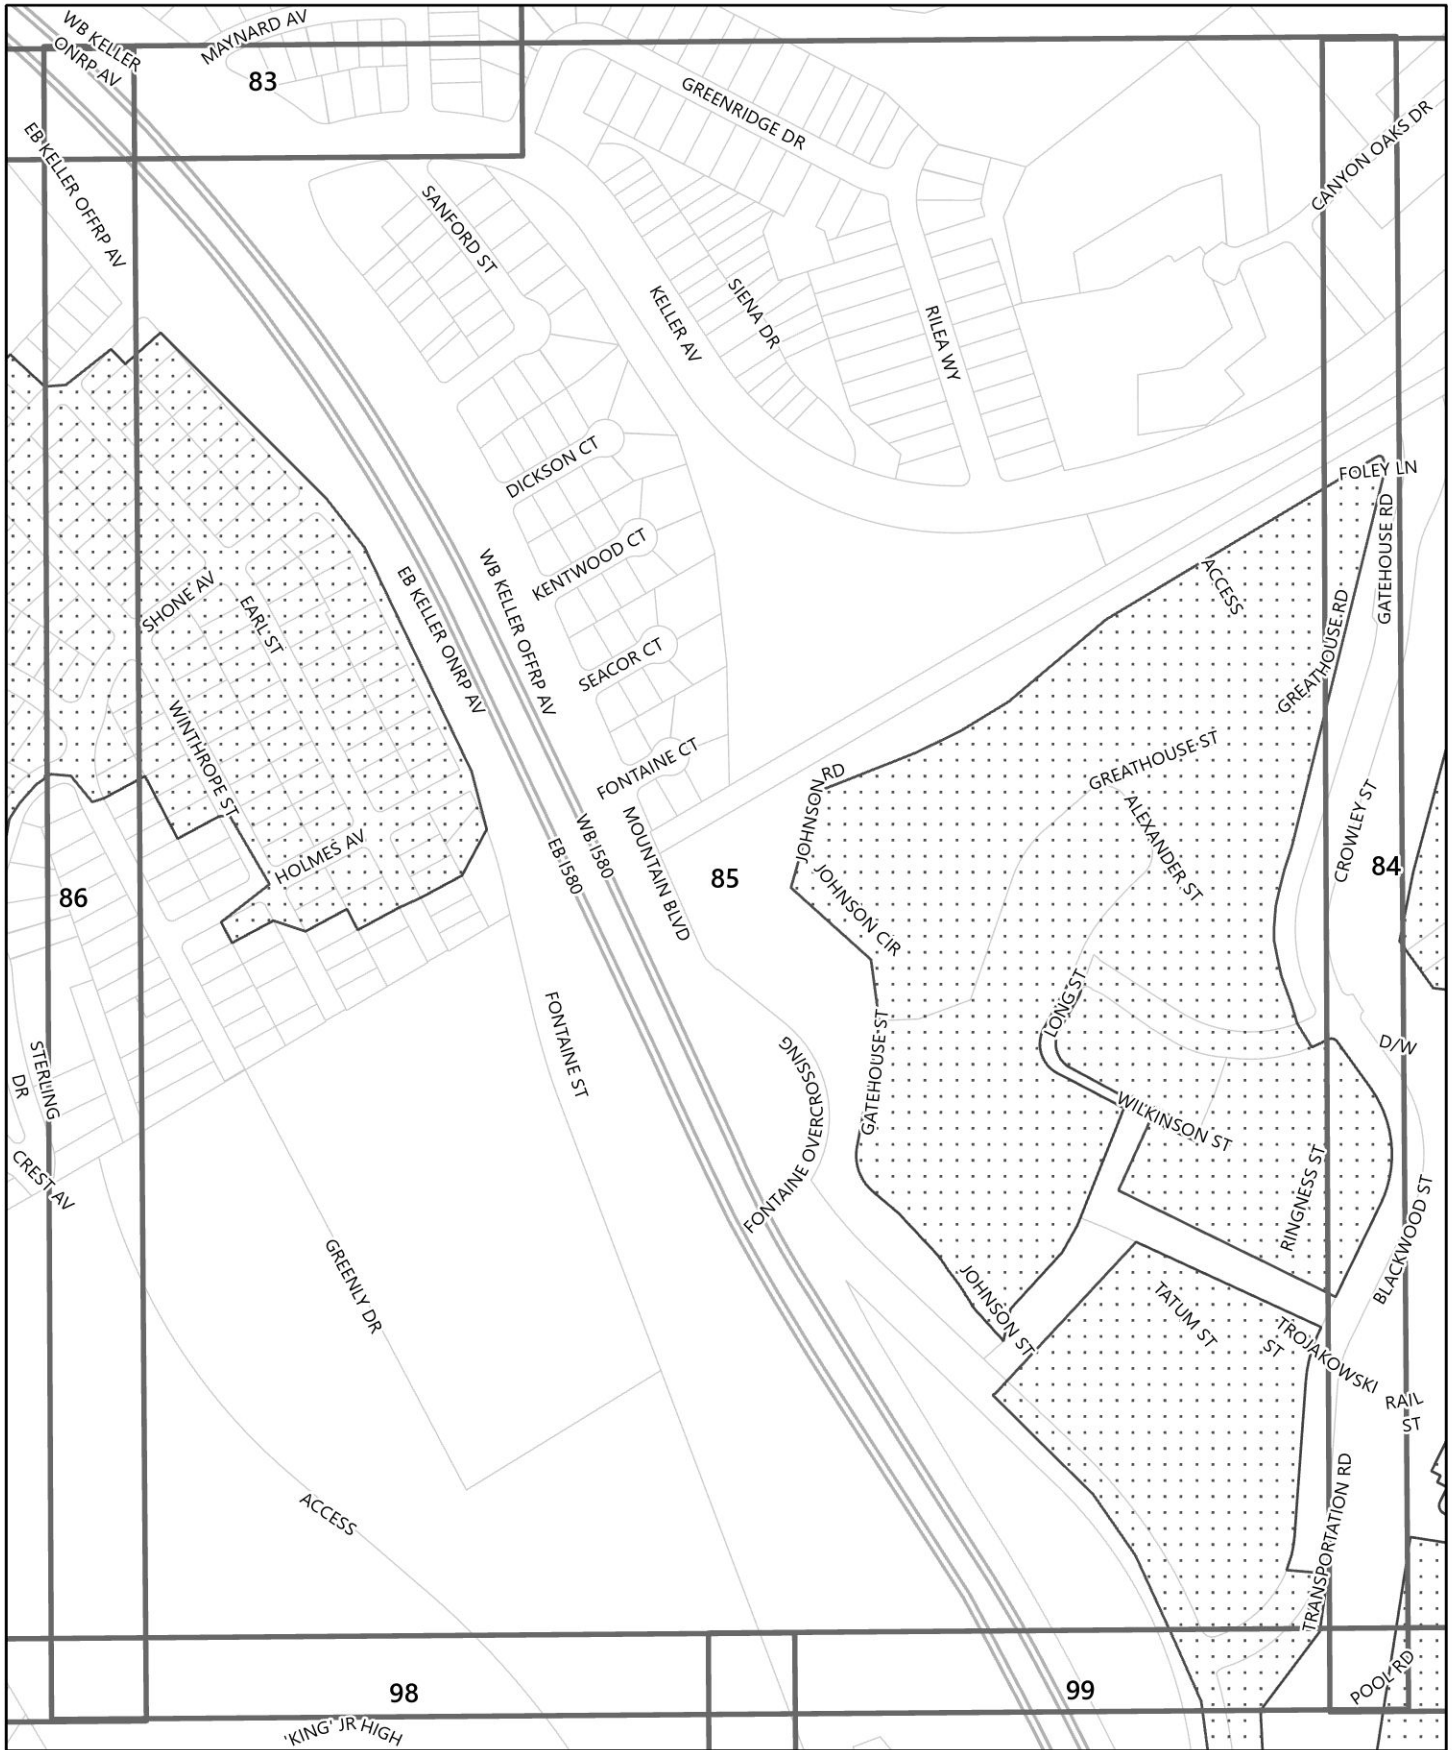 WB KELLER
ONRP AV
MAYNARD AV
83
EB KELLER OFFRP AV
GREENRIDGE DR
CANYON OAKS DR
SANFORD ST
KELLER AV
SIENA DR
RILEA WY
DICKSON CT
FOLEY LN
GATEHOUSE RD
KENTWOOD CT
WB KELLER OFFRP AV
EB KELLER ONRP AV
ACCESS
SHONE AV
EARL ST
GREATHOUSE RD
SEACOR CT
WINTHROPE ST
FONTAINE CT
GREATHOUSE ST
JOHNSON RD
ALEXANDER ST
CROWLEY ST
MOUNTAIN BLVD
WB I580
EB I580
HOLMES AV
85
84
86
JOHNSON CIR
LONG ST
FONTAINE ST
GATEHOUSE ST
FONTAINE OVERCROSSING
D/W
STERLING
DR
WILKINSON ST
CREST AV
RINGNESS ST
BLACKWOOD ST
GREENLY DR
JOHNSON ST
TATUM ST
TROJAKOWSKI
ST
RAIL
ST
ACCESS
TRANSPORTATION RD
POOL RD
98
99
'KING' JR HIGH